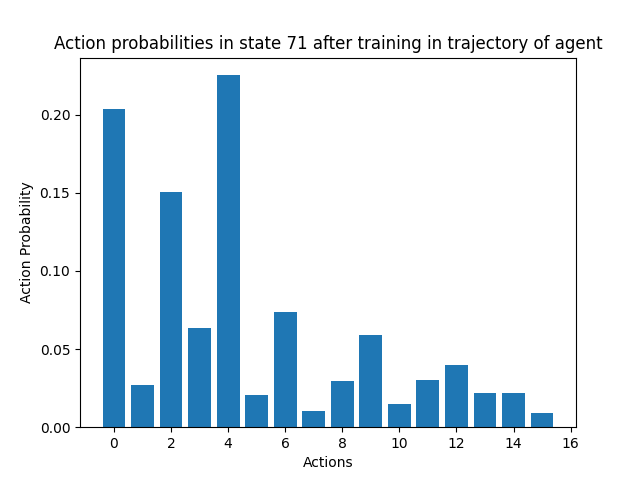 Action probabilities in state 71 after training in trajectory of agent
0.20
0.15
0.10
0.05
0.00
Action Probability
0 2 4 6 8 10 12 14 16
Actions